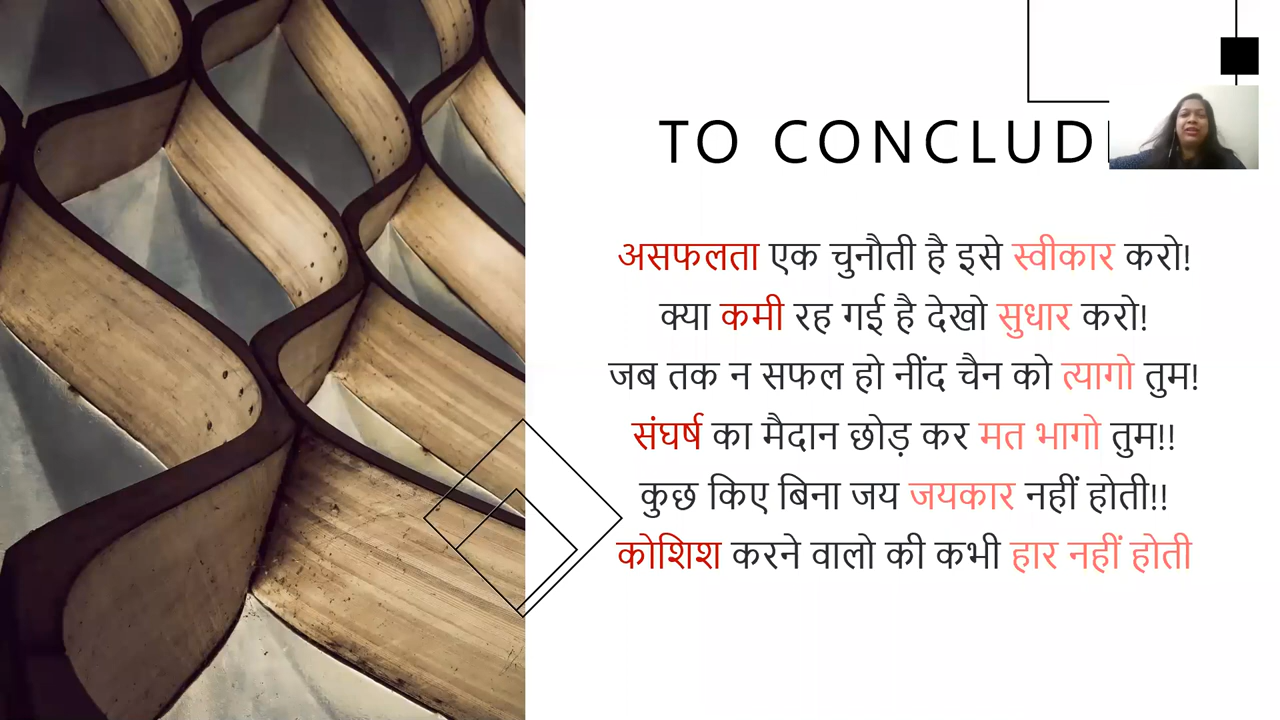 TO CONCLUD
असफलता एक चुनौती है इसे स्वीकार करो!
क्या कमी रह गई है देखो सुधार करो!
जब तक न सफल हो नींद चैन को त्यागो तुम!
संघर्ष का मैदान छोड़ कर मत भागो तुम!!
कुछ किए बिना जय जयकार नहीं होती!!
कोशिश करने वालो की कभी हार नहीं होती